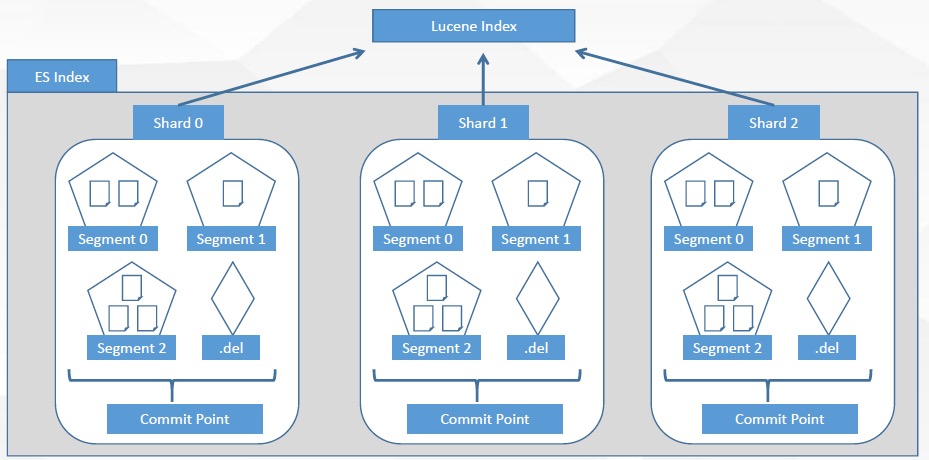 Lucene Index
ES Index
Shard 0
Shard 1
Shard 2
Segment 0
Segment 1
Segment 0
Segment 1
Segment 0
Segment 1
Segment 2
.del
Segment 2
.del
Segment 2
.del
Commit Point
Commit Point
Commit Point